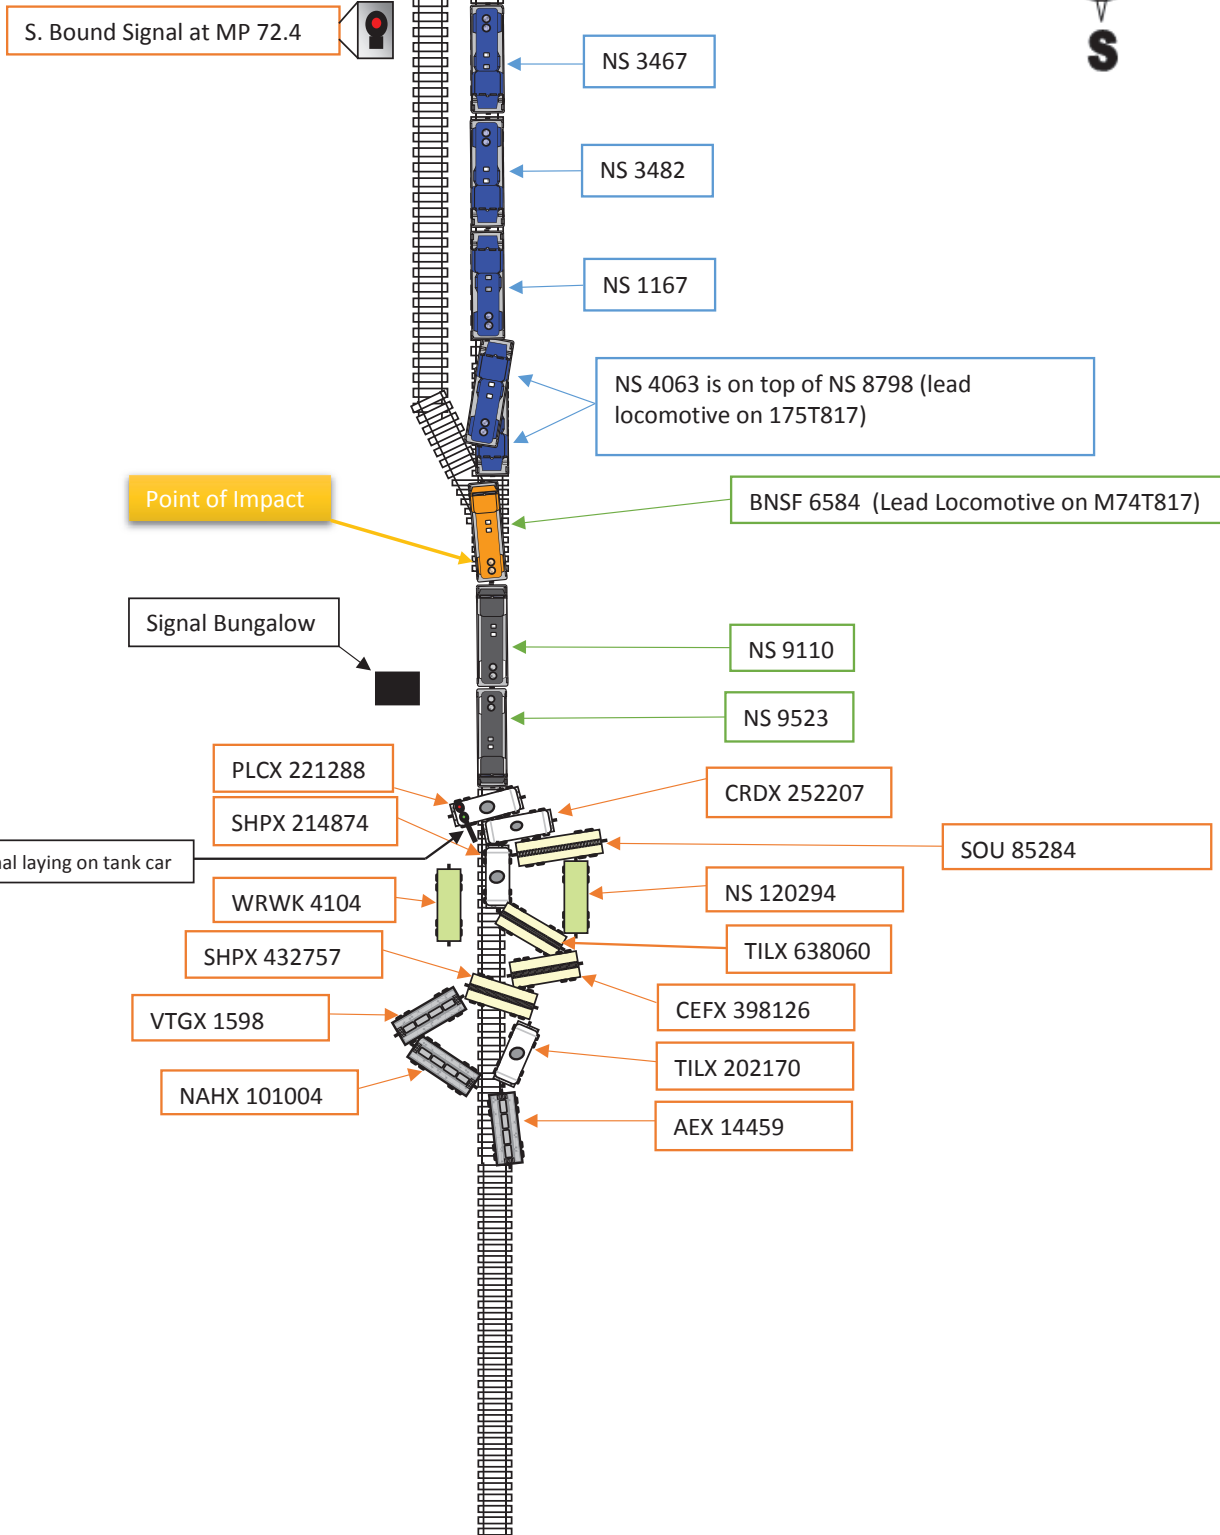 S. Bound Signal at MP 72.4
S
NS 3467
NS 3482
NS 1167
NS 4063 is on top of NS 8798 (lead
locomotive on 175T817)
Point of Impact
BNSF 6584 (Lead Locomotive on M74T817)
Signal Bungalow
NS 9110
NS 9523
PLCX 221288
CRDX 252207
SHPX 214874
SOU 85284
laying on tank car
WRWK 4104
NS 120294
SHPX 432757
TILX 638060
VTGX 1598
CEFX 398126
NAHX 101004
TILX 202170
AEX 14459